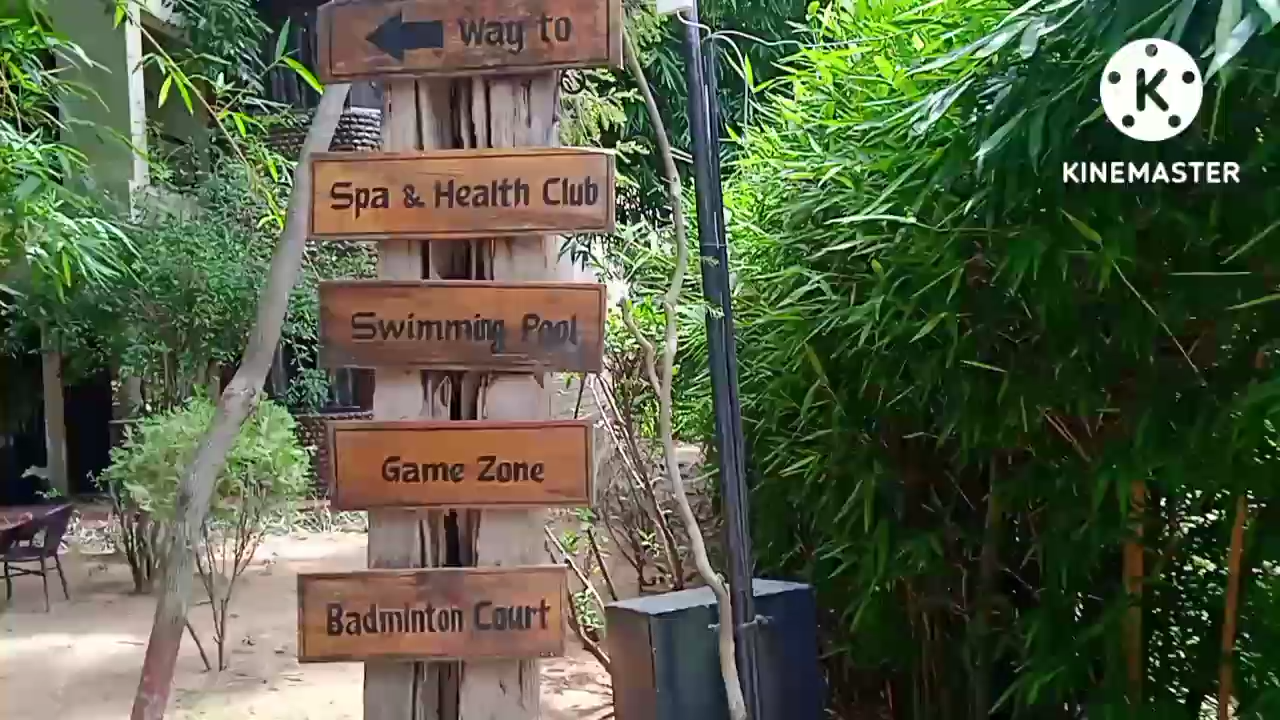 Way to
Spa & Health Club
Swimming Pool
Game Zone
Badminton Court
K
KINEMASTER